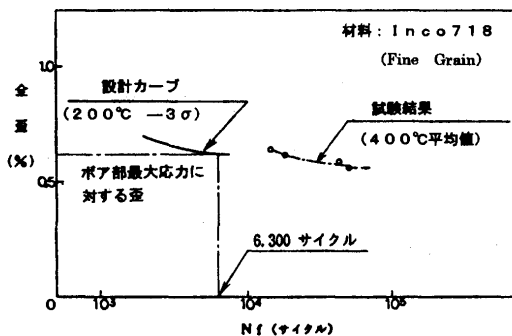 材料： Ｉｎｃｏ７１８
(Fine Grain)
1.0
全歪(%)
設計カーブ
(２００℃ －３σ)
試験結果
(４００℃平均値)
0.5
ボア部最大応力に
対する歪
6,300 サイクル
0
10³
10⁴
10⁵
Ｎｆ (サイクル)